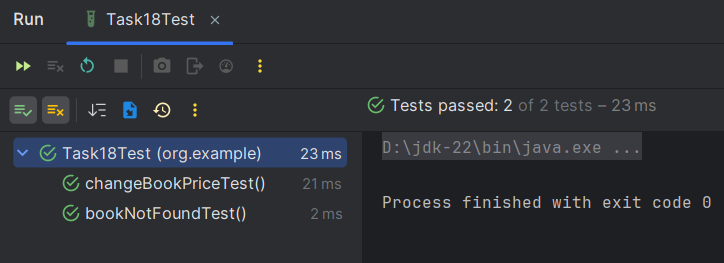 Run Task18Test ×
Tests passed: 2 of 2 tests – 23 ms
Task18Test (org.example) 23 ms
changeBookPriceTest() 21 ms
bookNotFoundTest() 2 ms
D:\jdk-22\bin\java.exe ...
Process finished with exit code 0